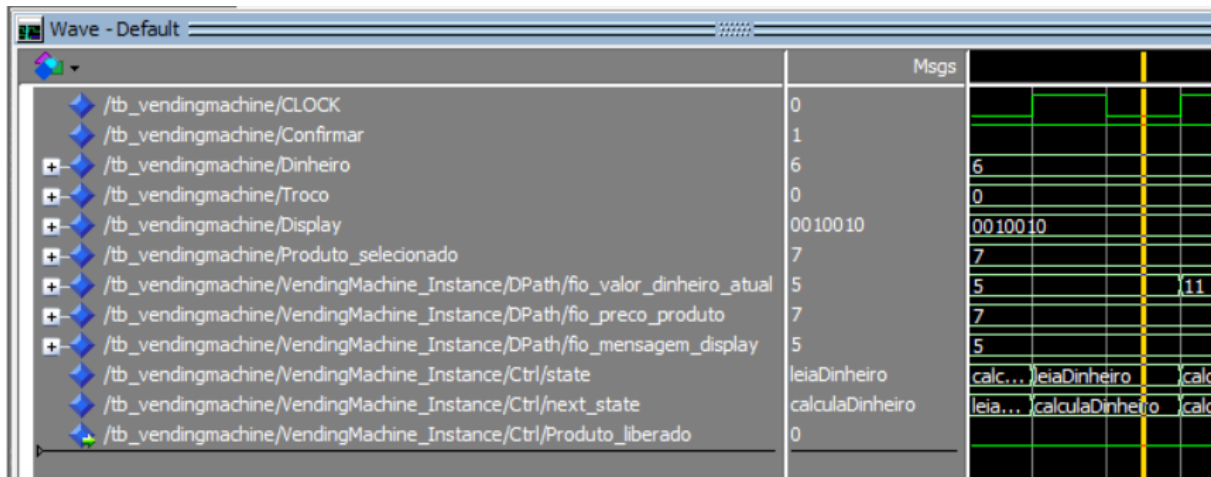 Wave - Default
Msgs
/tb_vendingmachine/CLOCK 0
/tb_vendingmachine/Confirmar 1
/tb_vendingmachine/Dinheiro 6 6
/tb_vendingmachine/Troco 0 0
/tb_vendingmachine/Display 0010010 0010010
/tb_vendingmachine/Produto_selecionado 7 7
/tb_vendingmachine/VendingMachine_Instance/DPath/fio_valor_dinheiro_atual 5 5 11
/tb_vendingmachine/VendingMachine_Instance/DPath/fio_preco_produto 7 7
/tb_vendingmachine/VendingMachine_Instance/DPath/fio_mensagem_display 5 5
/tb_vendingmachine/VendingMachine_Instance/Ctrl/state leiaDinheiro calc... leiaDinheiro calc
/tb_vendingmachine/VendingMachine_Instance/Ctrl/next_state calculaDinheiro leia... calculaDinheiro calc
/tb_vendingmachine/VendingMachine_Instance/Ctrl/Produto_liberado 0